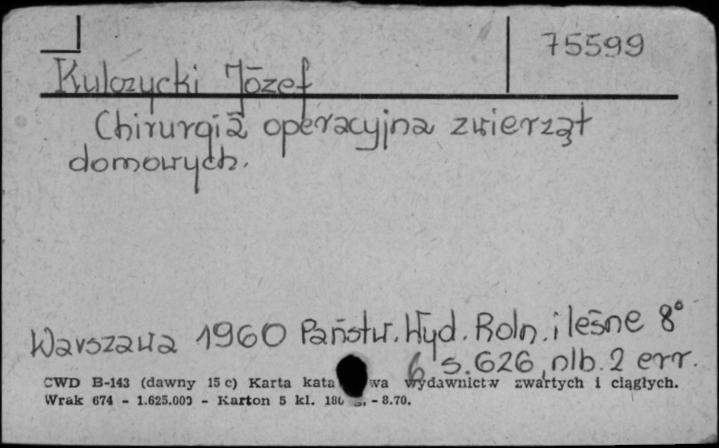 75599
Kulczycki Józef
Chirurgia operacyjna zwierząt
domowych.
Warszawa 1960 Państw. Wyd. Roln. i leśne 8°
s. 626, nlb. 2 err.
CWD B-143 (dawny 15 c) Karta kata wa wydawnictw zwartych i ciągłych.
Wrak 674 - 1.625.000 - Karton 5 kl. 180 g. - 8.70.